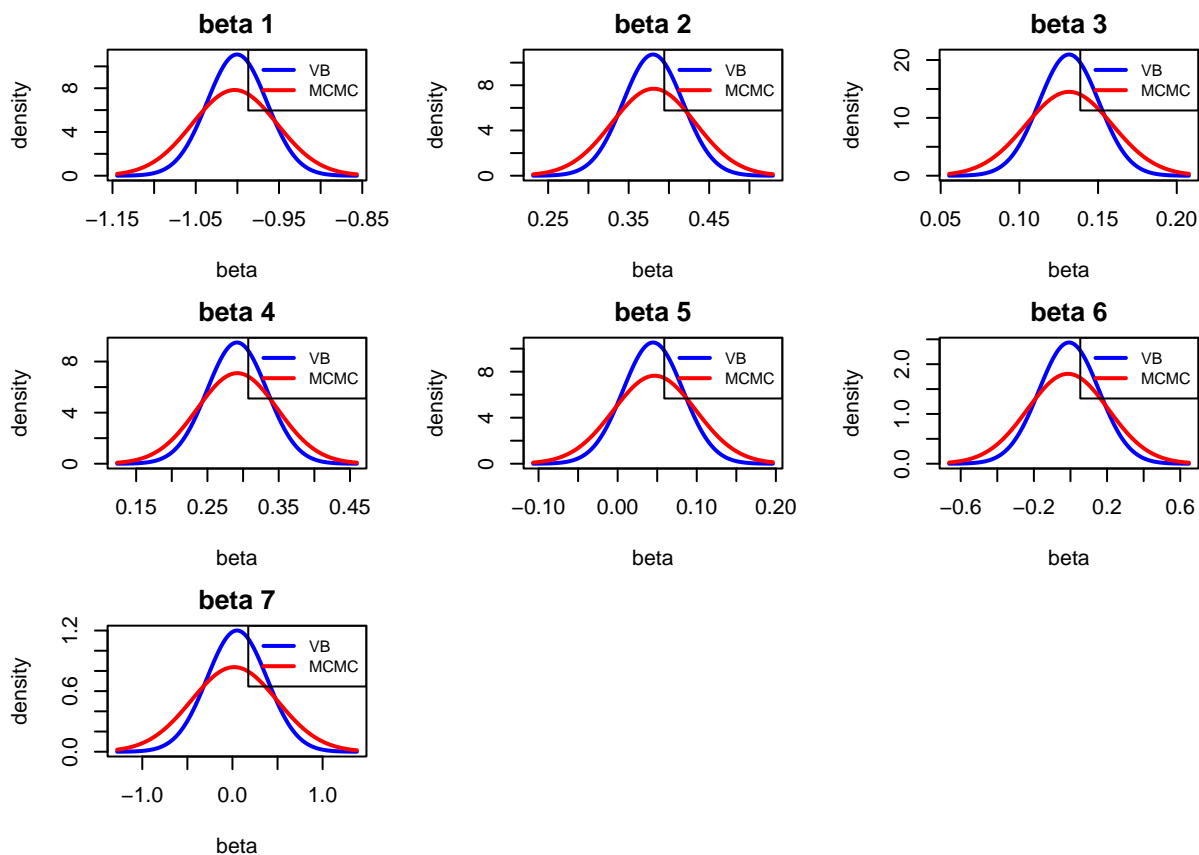 beta 1
density
0 4 8
VB
MCMC
−1.15 −1.05 −0.95 −0.85
beta
beta 2
density
0 4 8
VB
MCMC
0.25 0.35 0.45
beta
beta 3
density
0 10 20
VB
MCMC
0.05 0.10 0.15 0.20
beta
beta 4
density
0 4 8
VB
MCMC
0.15 0.25 0.35 0.45
beta
beta 5
density
0 4 8
VB
MCMC
−0.10 0.00 0.10 0.20
beta
beta 6
density
0.0 1.0 2.0
VB
MCMC
−0.6 −0.2 0.2 0.6
beta
beta 7
density
0.0 0.6 1.2
VB
MCMC
−1.0 0.0 1.0
beta